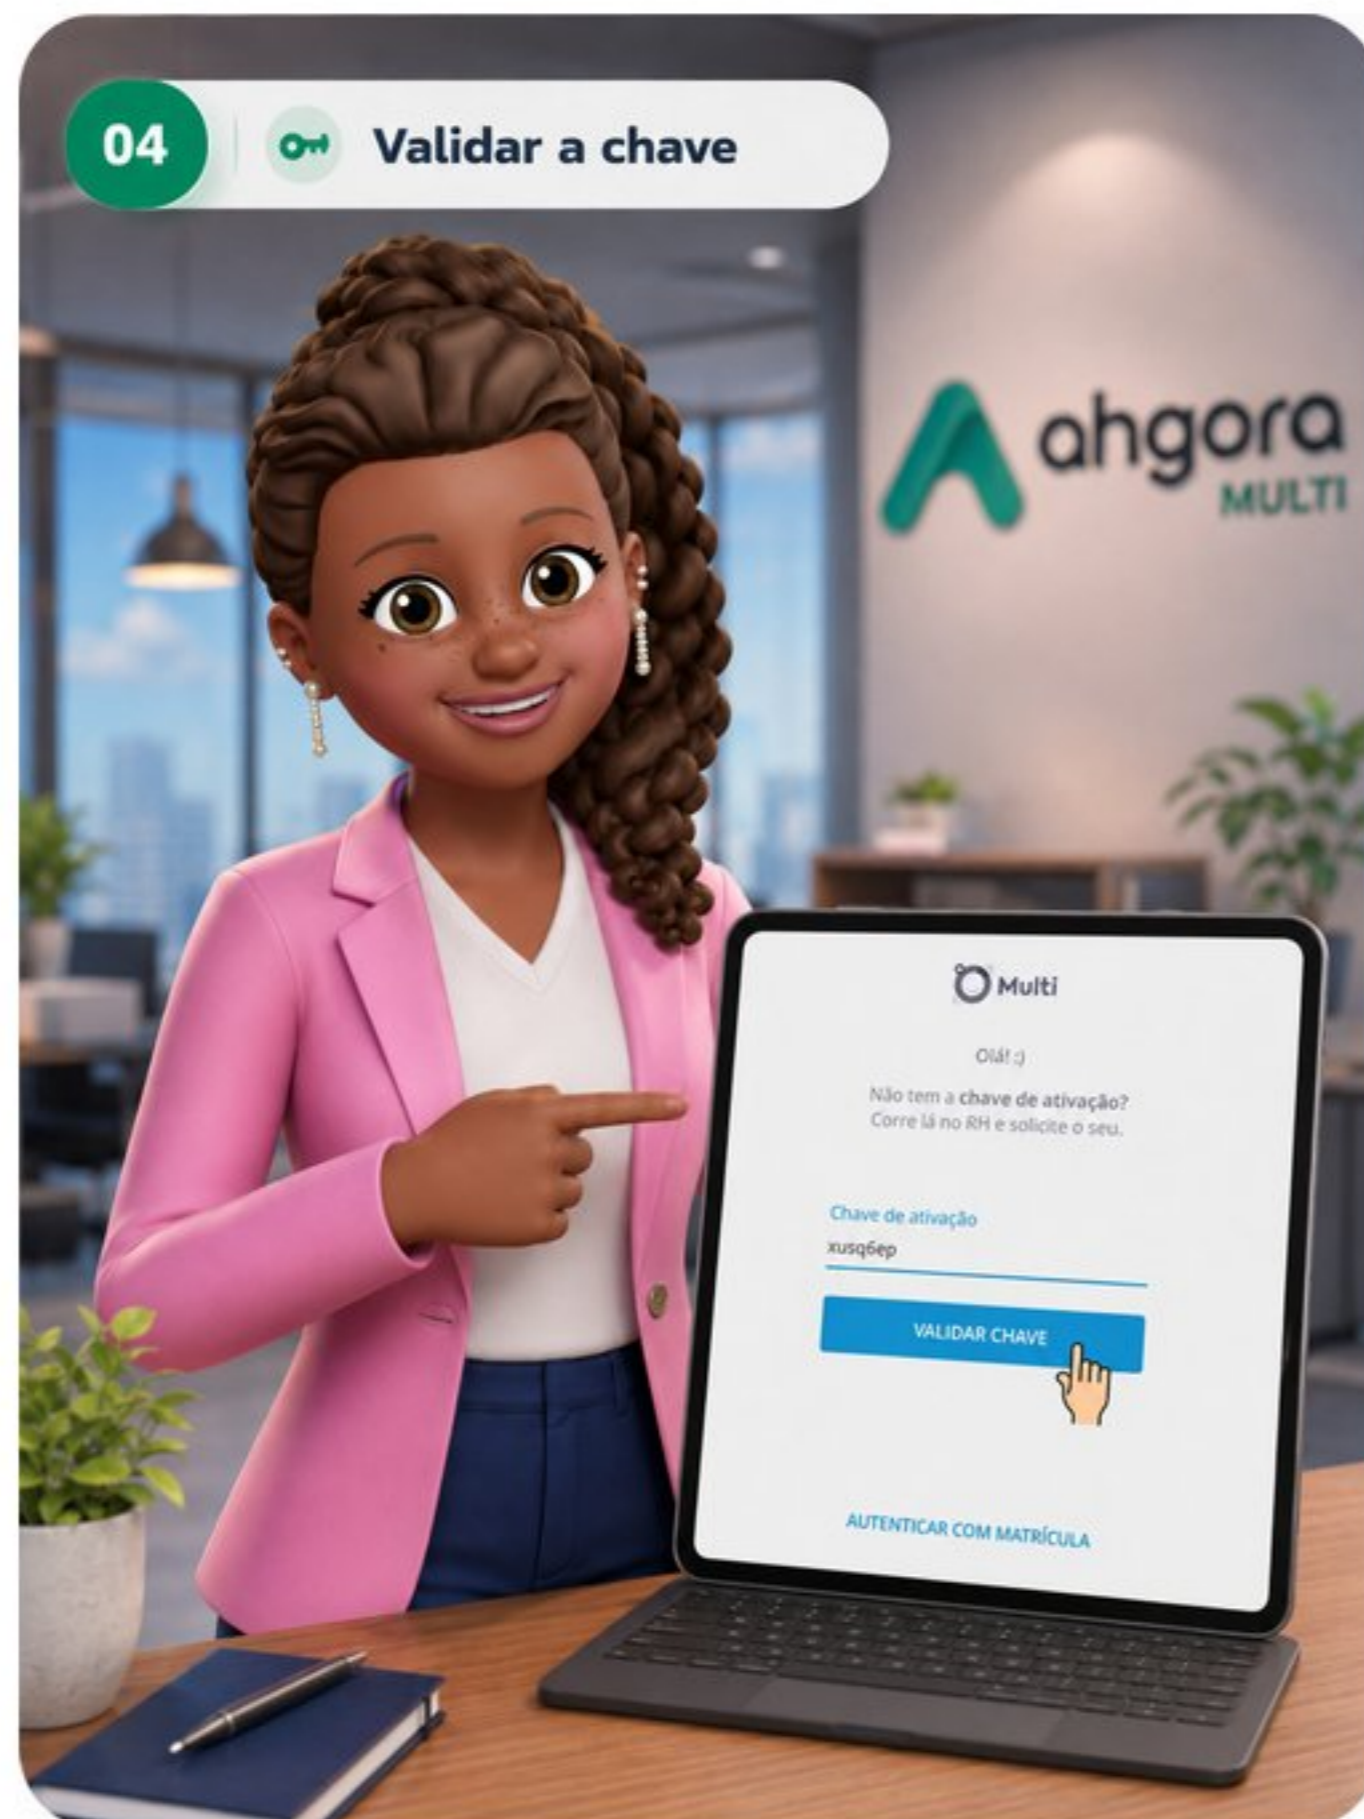 04
Validar a chave
ahgora
MULTI
Multi
Olá! :)
Não tem a chave de ativação?
Corre lá no RH e solicite o seu.
Chave de ativação
xusq6ep
VALIDAR CHAVE
AUTENTICAR COM MATRÍCULA